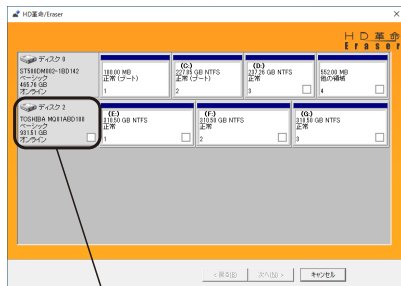 HD革命/Eraser
HD革命
Eraser
ディスク 0
ST500DM002-1BD142
ベーシック
465.76 GB
オンライン
100.00 MB
正常 (ブート)
1
(C:)
227.85 GB NTFS
正常 (ブート)
2
(D:)
237.26 GB NTFS
正常
3
552.00 MB
他の領域
4
ディスク 2
TOSHIBA MQ01ABD100
ベーシック
931.51 GB
オンライン
(E:)
310.50 GB NTFS
正常
1
(F:)
310.50 GB NTFS
正常
2
(G:)
310.50 GB NTFS
正常
3
< 戻る(B)
次へ(N) >
キャンセル